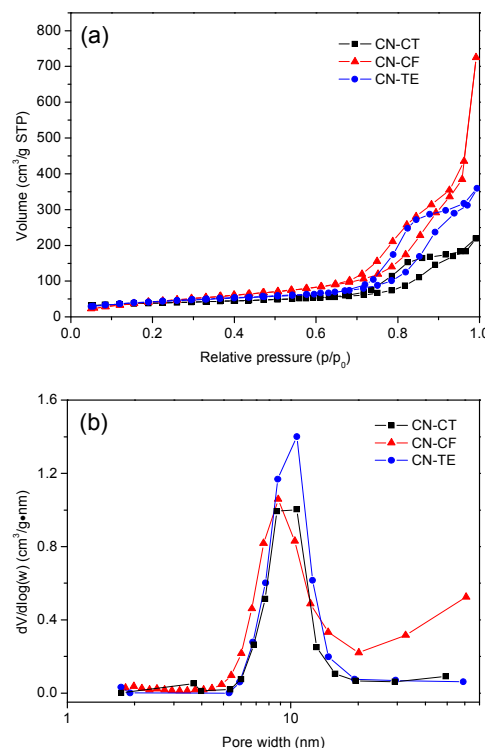 (a)
CN-CT
CN-CF
CN-TE
800
700
600
500
400
300
200
100
0
Volume (cm³/g STP)
0.0 0.2 0.4 0.6 0.8 1.0
Relative pressure (p/p₀)
(b)
CN-CT
CN-CF
CN-TE
1.6
1.2
0.8
0.4
0.0
dV/dlog(w) (cm³/g•nm)
1 10
Pore width (nm)